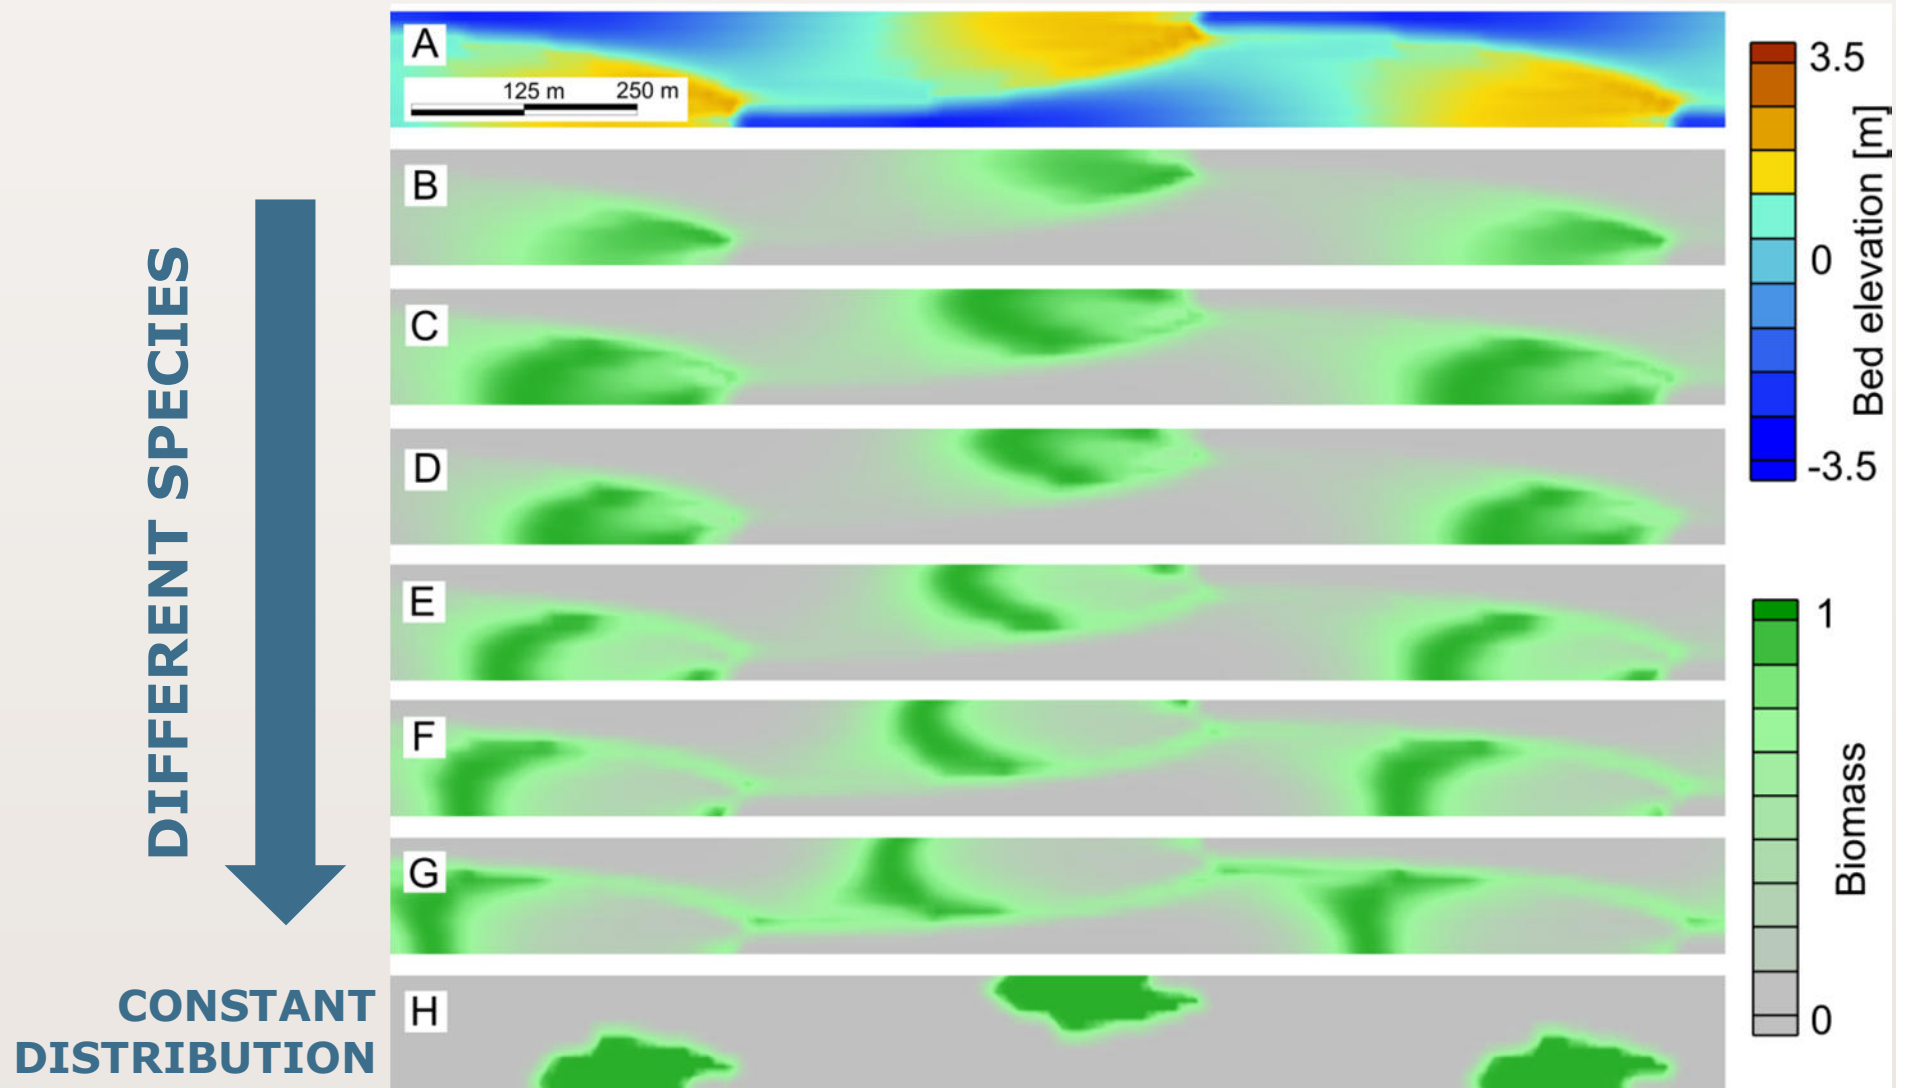 A
125 m 250 m
B
C
D
E
F
G
H
DIFFERENT SPECIES
CONSTANT
DISTRIBUTION
3.5
0
-3.5
Bed elevation [m]
1
0
Biomass